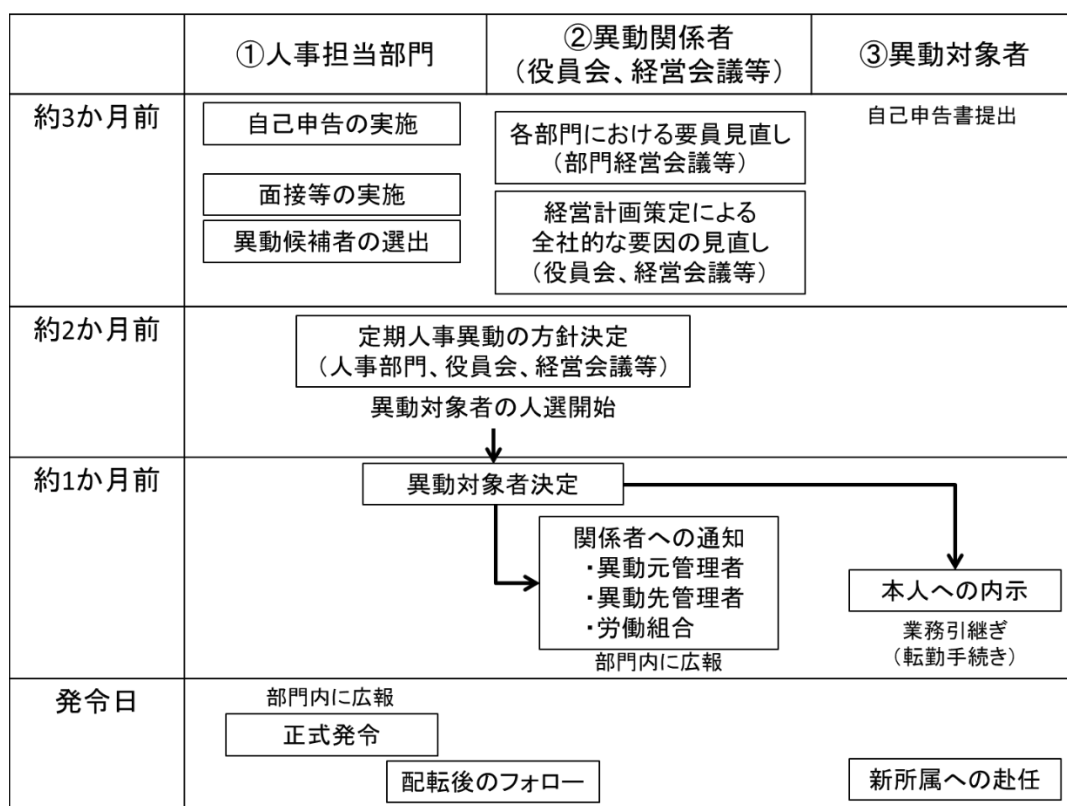 ①人事担当部門
②異動関係者
(役員会、経営会議等)
③異動対象者
約3か月前
自己申告の実施
面接等の実施
異動候補者の選出
各部門における要員見直し
(部門経営会議等)
経営計画策定による
全社的な要因の見直し
(役員会、経営会議等)
自己申告書提出
約2か月前
定期人事異動の方針決定
(人事部門、役員会、経営会議等)
異動対象者の人選開始
約1か月前
異動対象者決定
関係者への通知
・異動元管理者
・異動先管理者
・労働組合
部門内に広報
本人への内示
業務引継ぎ
(転勤手続き)
発令日
部門内に広報
正式発令
配転後のフォロー
新所属への赴任